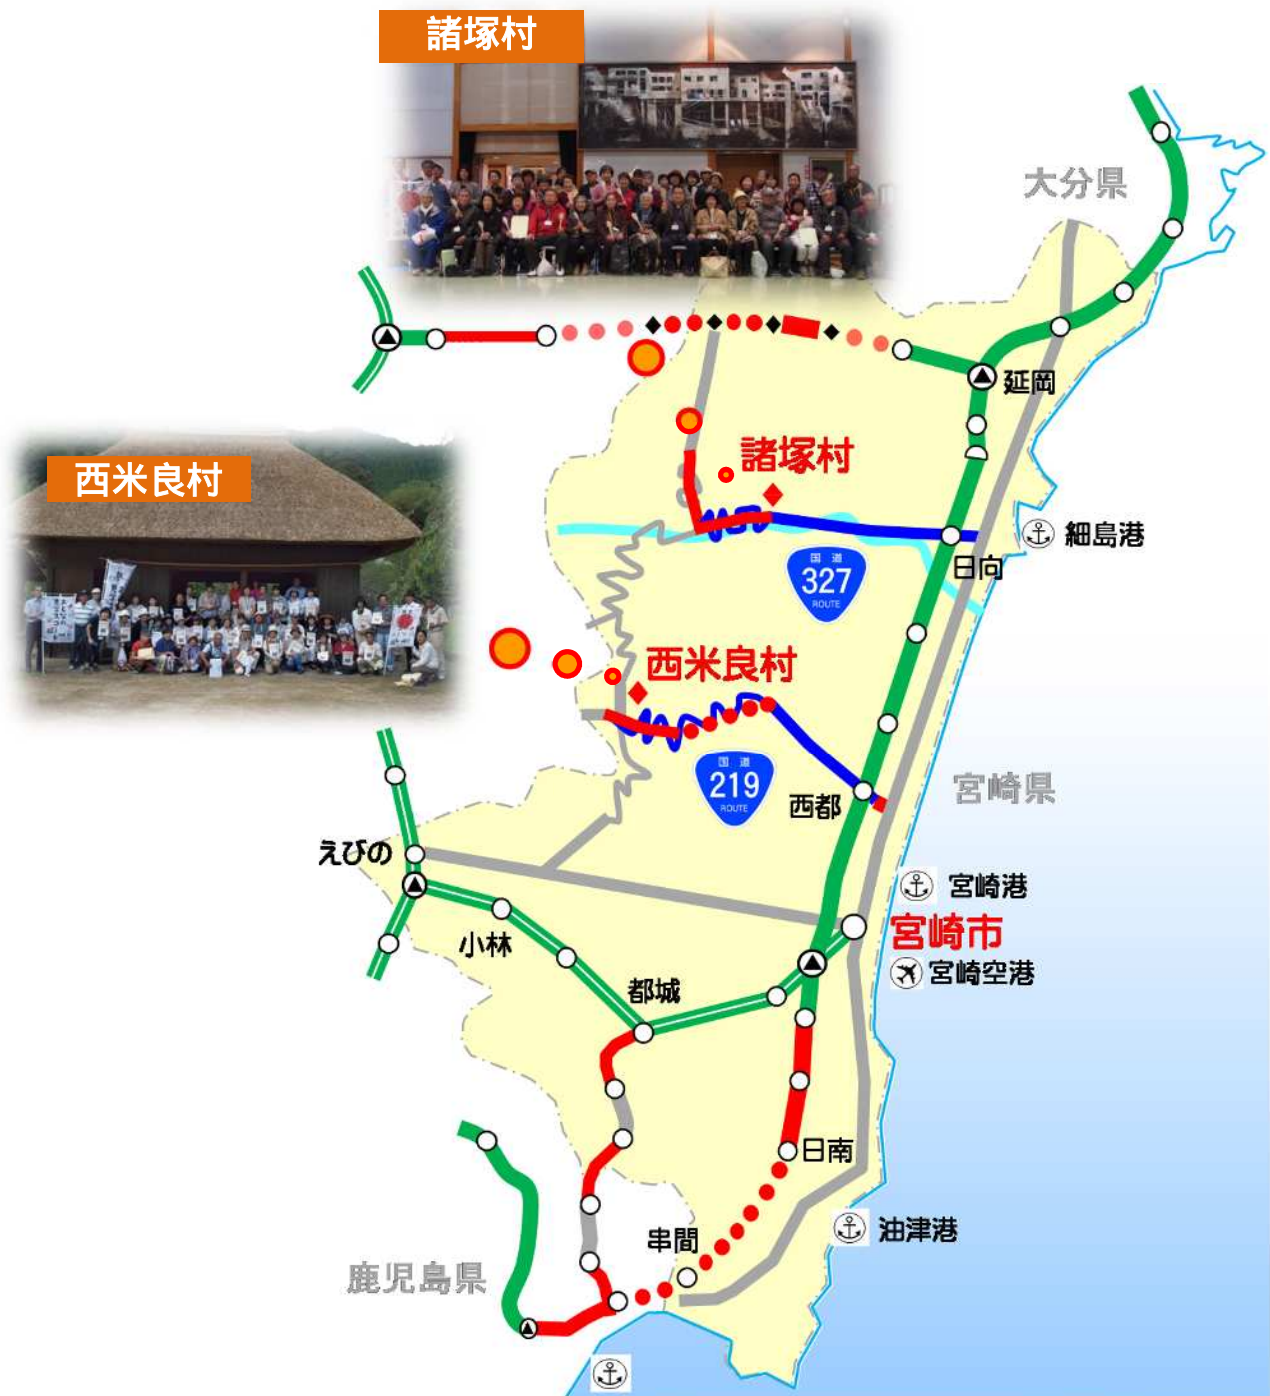 諸塚村
大分県
延岡
西米良村
諸塚村
細島港
日向
国道
327
ROUTE
西米良村
国道
219
ROUTE
西都
宮崎県
えびの
宮崎港
宮崎市
小林
宮崎空港
都城
日南
油津港
串間
鹿児島県